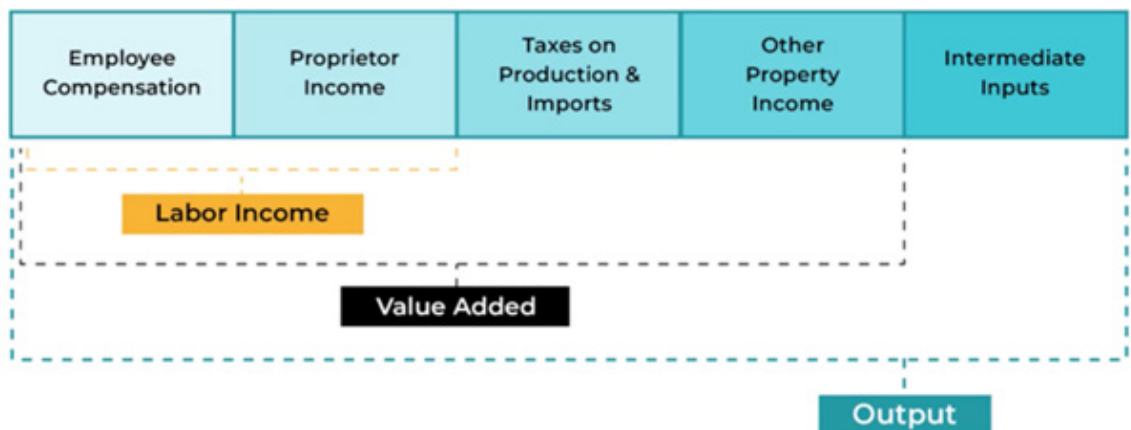 Employee
Compensation
Proprietor
Income
Taxes on
Production &
Imports
Other
Property
Income
Intermediate
Inputs
Labor Income
Value Added
Output